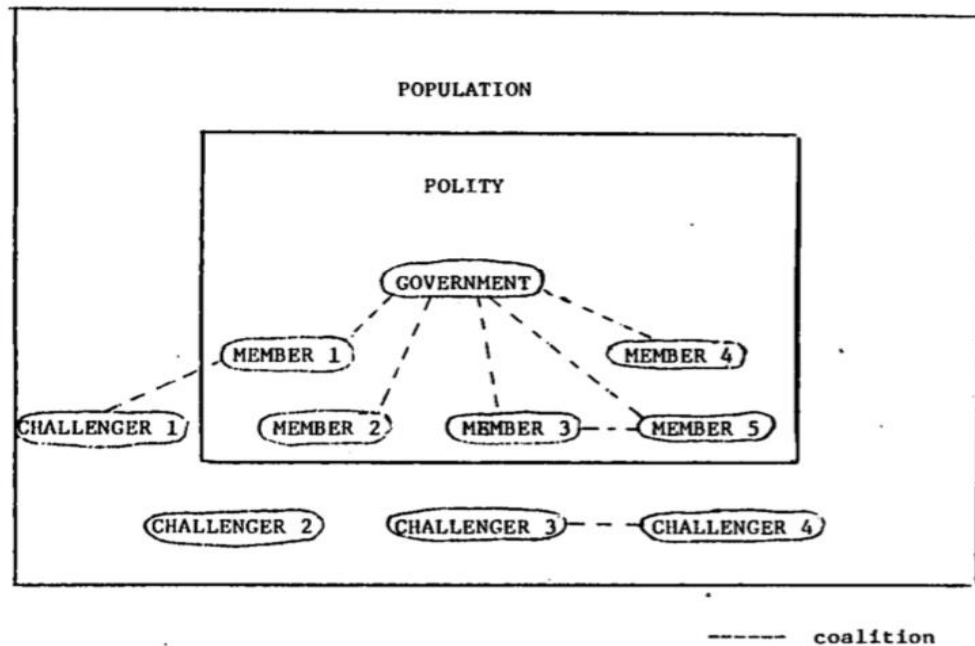 POPULATION
POLITY
GOVERNMENT
MEMBER 1
MEMBER 4
CHALLENGER 1
MEMBER 2
MEMBER 3
MEMBER 5
CHALLENGER 2
CHALLENGER 3
CHALLENGER 4
coalition